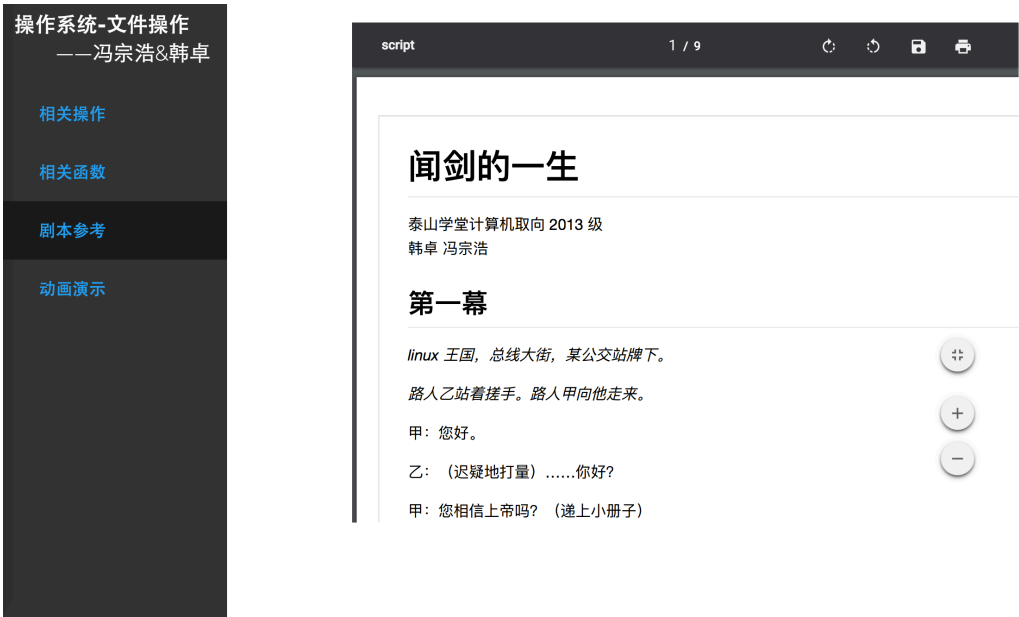 操作系统-文件操作
——冯宗浩&韩卓
相关操作
相关函数
剧本参考
动画演示
script
1 / 9
闻剑的一生
泰山学堂计算机取向 2013 级
韩卓 冯宗浩
第一幕
linux 王国，总线大街，某公交站牌下。
路人乙站着搓手。路人甲向他走来。
甲：您好。
乙：（迟疑地打量）……你好？
甲：您相信上帝吗？（递上小册子）